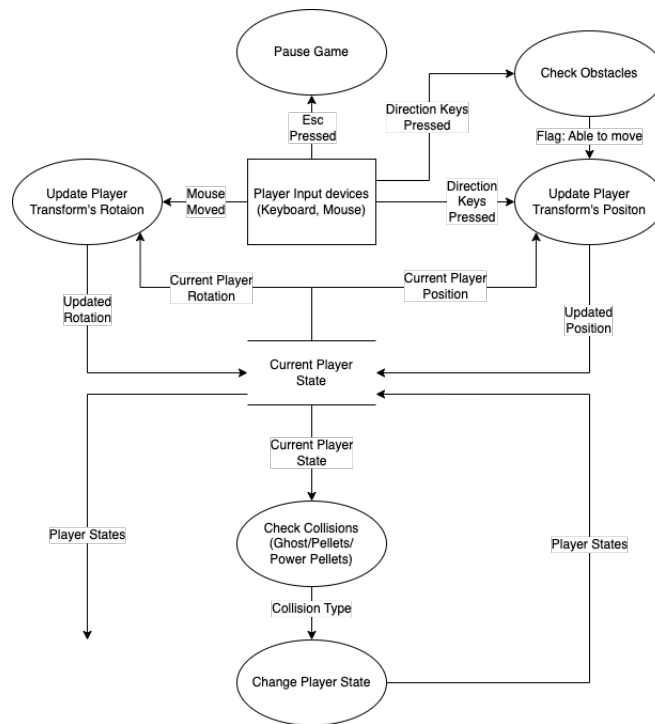 Pause Game
Check Obstacles
Direction Keys
Pressed
Esc
Pressed
Flag: Able to move
Update Player
Transform's Rotaion
Mouse
Moved
Player Input devices
(Keyboard, Mouse)
Direction
Keys
Pressed
Update Player
Transform's Positon
Current Player
Rotation
Current Player
Position
Updated
Rotation
Updated
Position
Current Player
State
Current Player
State
Player States
Check Collisions
(Ghost/Pellets/
Power Pellets)
Player States
Collision Type
Change Player State